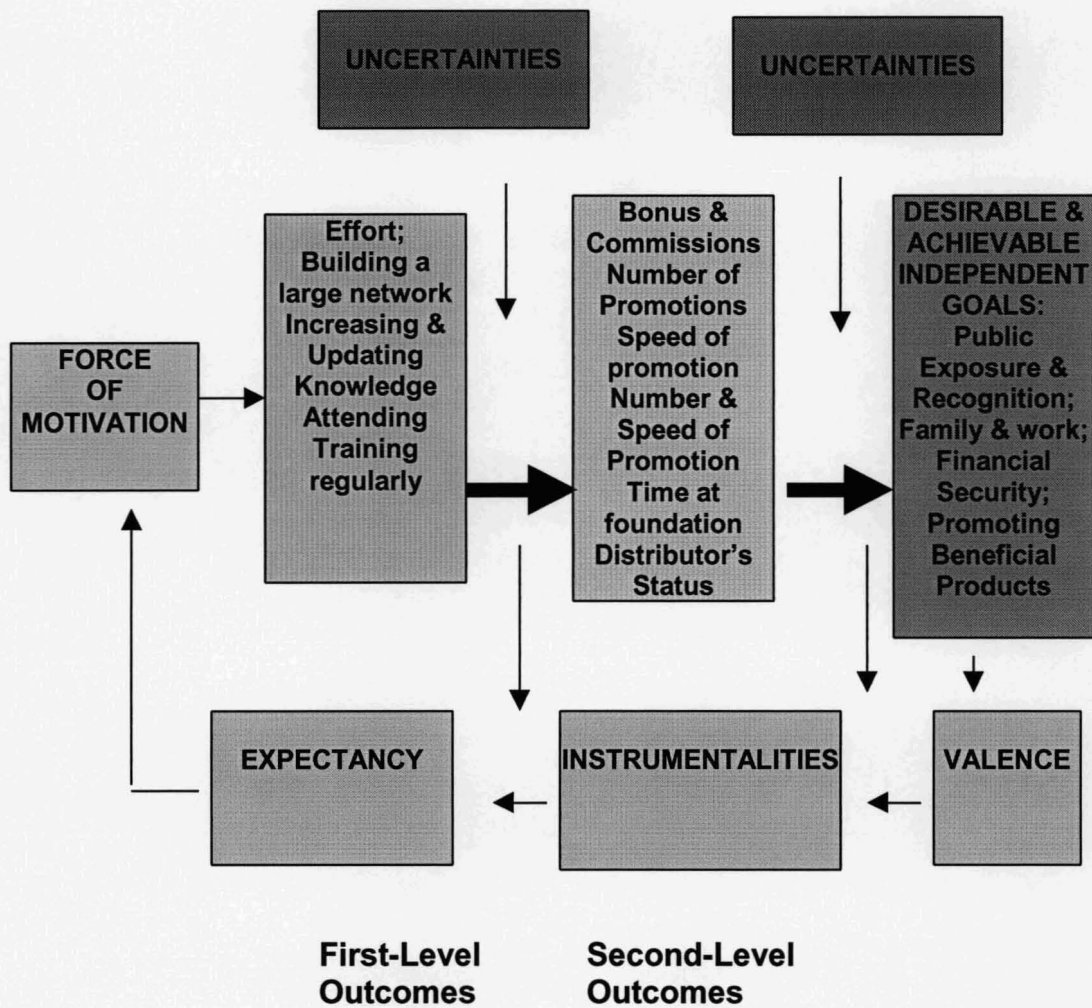 UNCERTAINTIES
UNCERTAINTIES
FORCE
OF
MOTIVATION
Effort;
Building a
large network
Increasing &
Updating
Knowledge
Attending
Training
regularly
Bonus &
Commissions
Number of
Promotions
Speed of
promotion
Number &
Speed of
Promotion
Time at
foundation
Distributor's
Status
DESIRABLE &
ACHIEVABLE
INDEPENDENT
GOALS:
Public
Exposure &
Recognition;
Family & work;
Financial
Security;
Promoting
Beneficial
Products
EXPECTANCY
INSTRUMENTALITIES
VALENCE
First-Level
Outcomes
Second-Level
Outcomes